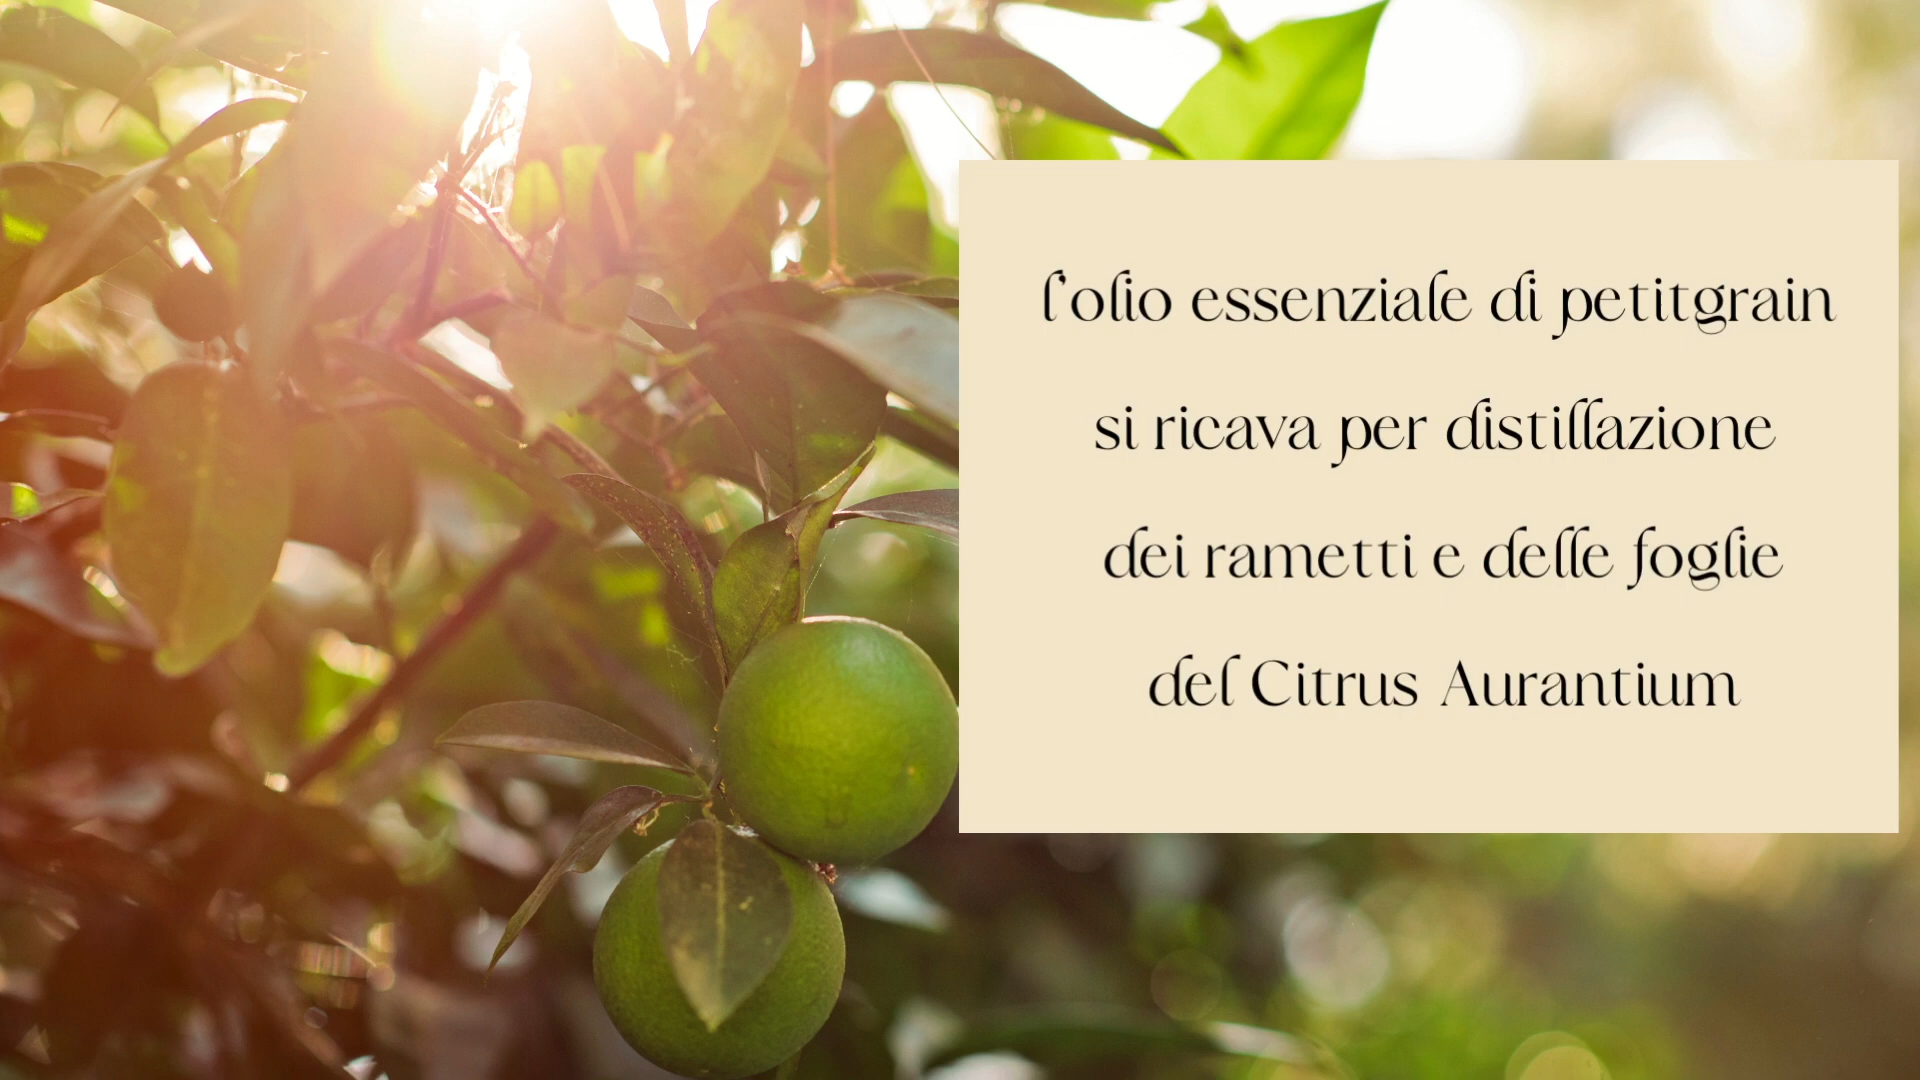 l'olio essenziale di petitgrain
si ricava per distillazione
dei rametti e delle foglie
del Citrus Aurantium